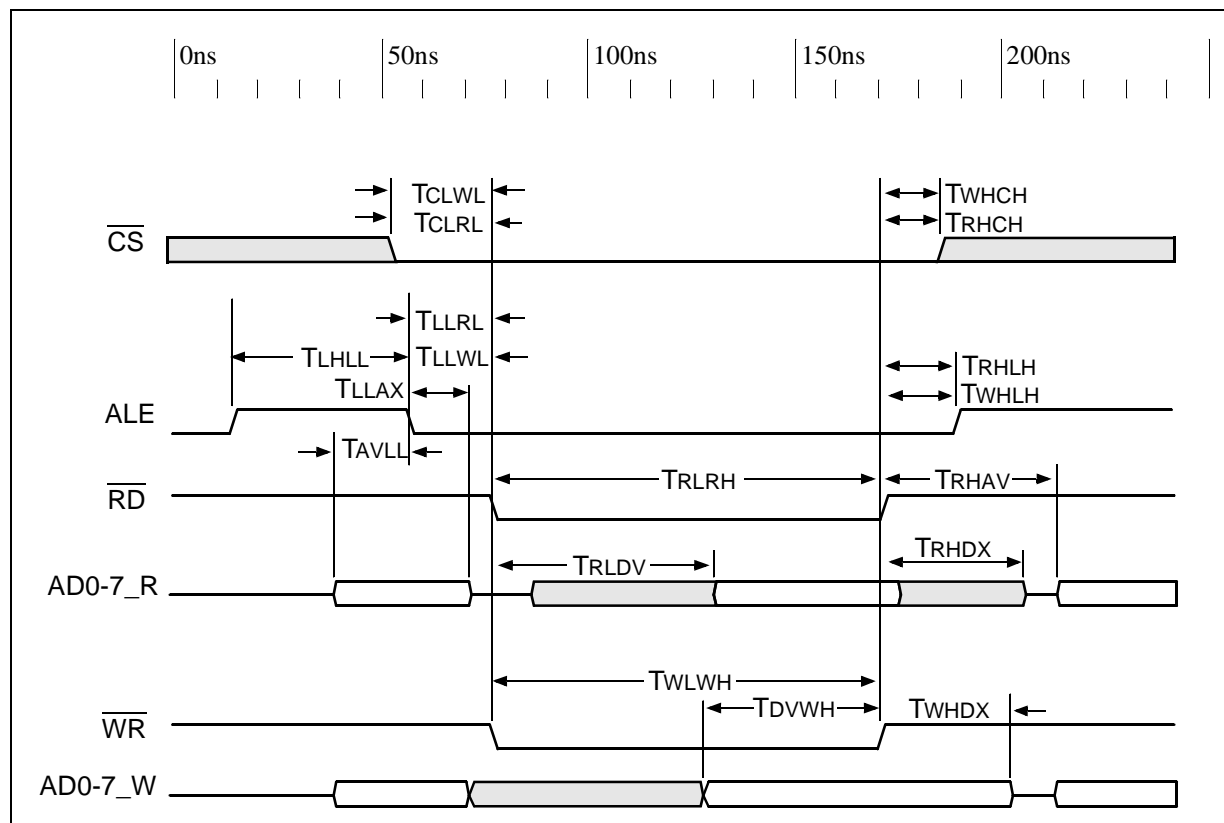 0ns 50ns 100ns 150ns 200ns
TCLWL TWHCH
TCLRL TRHCH
CS
TLLRL
TLHLL TLLWL TRHLH
TLLAX TWHLH
ALE
TAVLL
TRLRH TRHAV
RD
TRLDV TRHDX
AD0-7_R
TWLWH
TDVWH TWHDX
WR
AD0-7_W